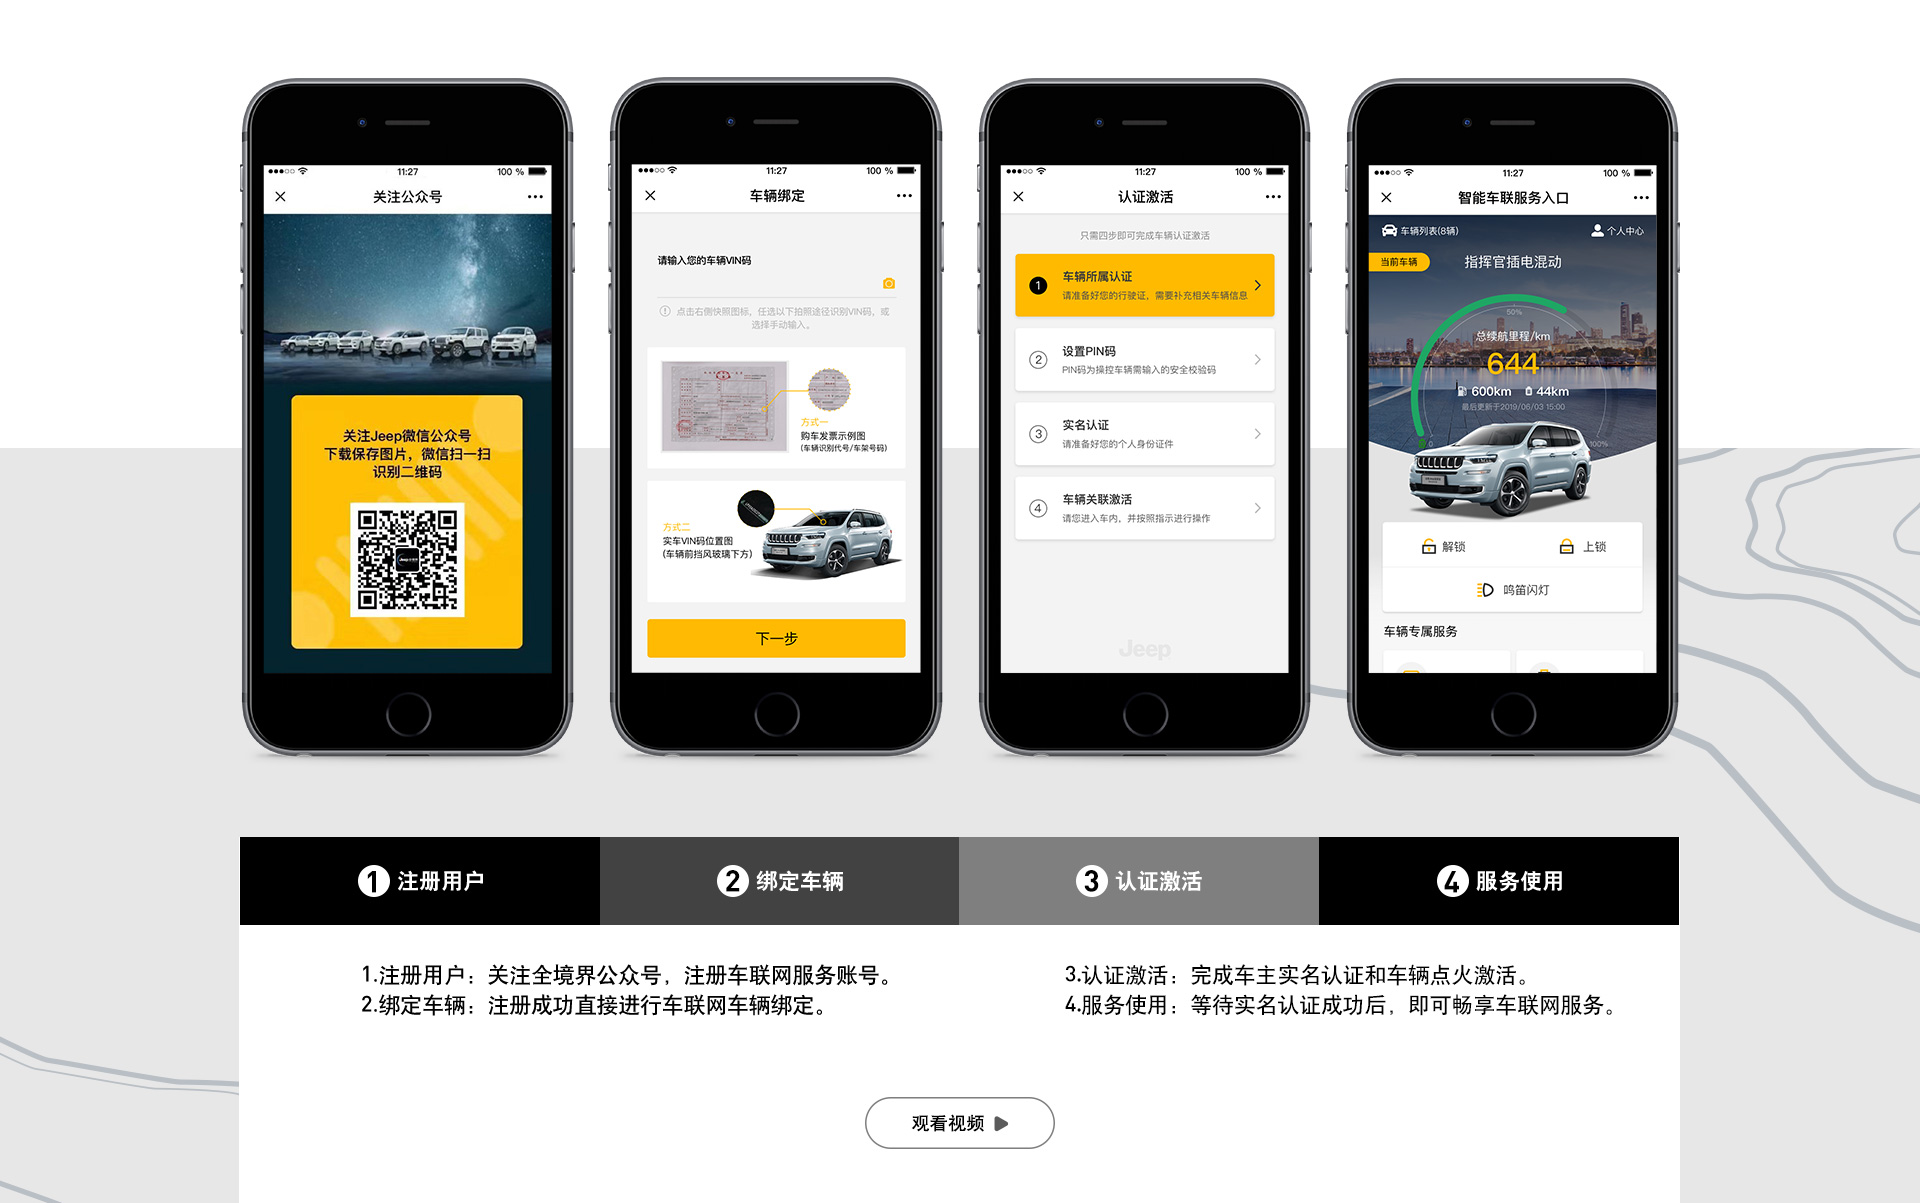 11:27
100 %
关注公众号
关注Jeep微信公众号
下载保存图片，微信扫一扫
识别二维码
11:27
100 %
车辆绑定
请输入您的车辆VIN码
点击右侧快照图标，任选以下拍照途径识别VIN码，或
选择手动输入。
方式一
购车发票示例图
(车辆识别代号/车架号码)
方式二
实车VIN码位置图
(车辆前挡风玻璃下方)
下一步
11:27
100 %
认证激活
只需四步即可完成车辆认证激活
1
车辆所属认证
请准备好您的行驶证，需要补充相关车辆信息
2
设置PIN码
PIN码为操控车辆需输入的安全校验码
3
实名认证
请准备好您的个人身份证件
4
车辆关联激活
请您进入车内，并按照指示进行操作
Jeep
11:27
100 %
智能车联服务入口
车辆列表(8辆)
个人中心
当前车辆
指挥官插电混动
50%
总续航里程/km
644
600km
44km
最后更新于2019/06/03 15:00
0
100%
解锁
上锁
鸣笛闪灯
车辆专属服务
1 注册用户
2 绑定车辆
3 认证激活
4 服务使用
1.注册用户：关注全境界公众号，注册车联网服务账号。
2.绑定车辆：注册成功直接进行车联网车辆绑定。
3.认证激活：完成车主实名认证和车辆点火激活。
4.服务使用：等待实名认证成功后，即可畅享车联网服务。
观看视频